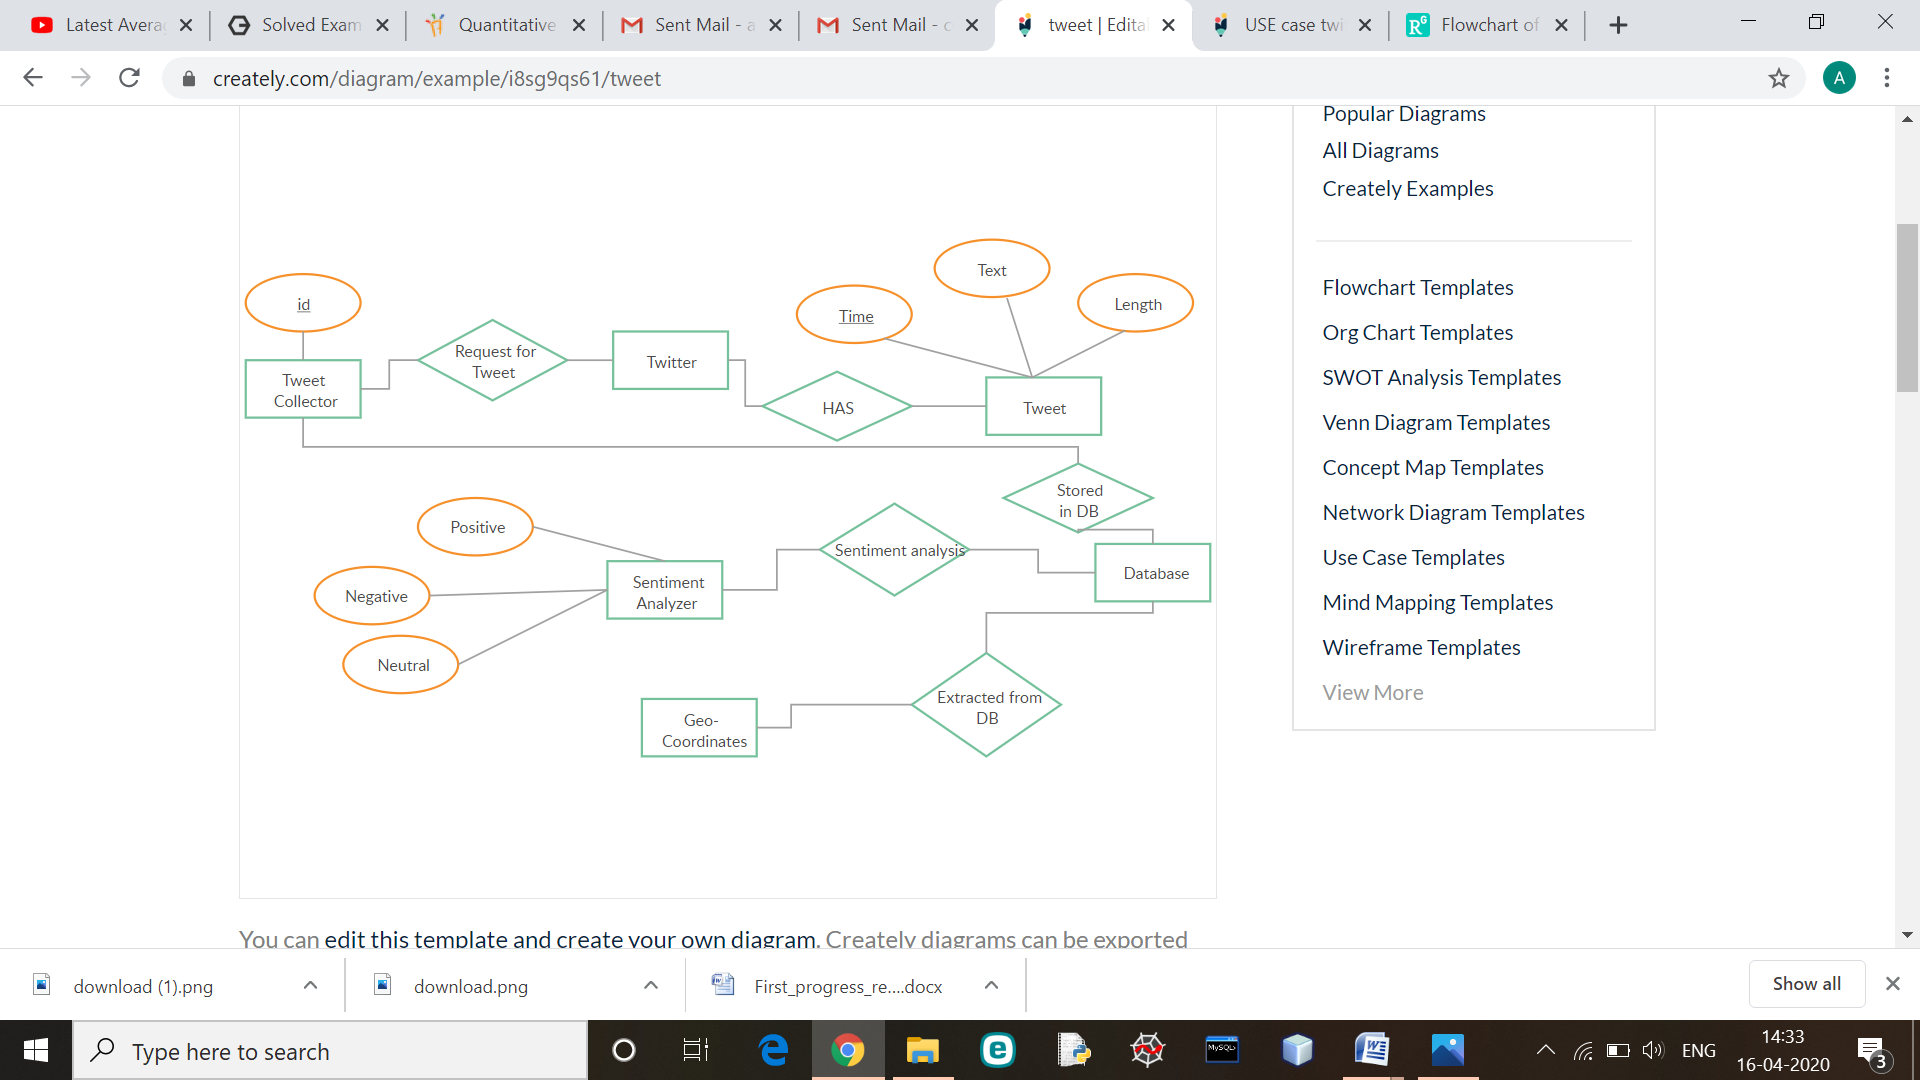 Latest Avera
Solved Exam
Quantitative
Sent Mail - a
Sent Mail - c
tweet | Edita
USE case twi
Flowchart of
creately.com/diagram/example/i8sg9qs61/tweet
A
Popular Diagrams
All Diagrams
Creately Examples
Flowchart Templates
Org Chart Templates
SWOT Analysis Templates
Venn Diagram Templates
Concept Map Templates
Network Diagram Templates
Use Case Templates
Mind Mapping Templates
Wireframe Templates
View More
id
Tweet
Collector
Request for
Tweet
Twitter
HAS
Time
Text
Length
Tweet
Stored
in DB
Database
Sentiment analysis
Sentiment
Analyzer
Positive
Negative
Neutral
Extracted from
DB
Geo-
Coordinates
You can edit this template and create your own diagram. Creately diagrams can be exported
download (1).png
download.png
First_progress_re....docx
Show all
Type here to search
MySQL
ENG
14:33
16-04-2020
3